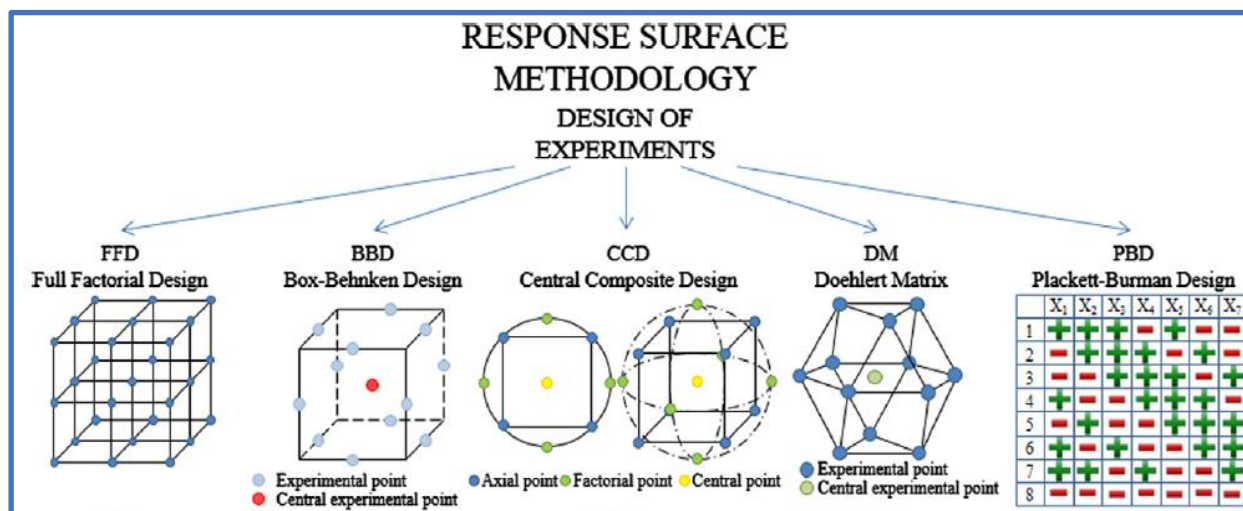 RESPONSE SURFACE
METHODOLOGY
DESIGN OF
EXPERIMENTS
FFD
Full Factorial Design
BBD
Box-Behnken Design
Experimental point
Central experimental point
CCD
Central Composite Design
Axial point Factorial point Central point
DM
Doehlert Matrix
Experimental point
Central experimental point
PBD
Plackett-Burman Design
X₁ X₂ X₃ X₄ X₅ X₆ X₇
1 + + + - + - -
2 - + + + - + -
3 - - + + + - +
4 + - - + + + -
5 - + - - + + +
6 + - + - - + +
7 + + - + - - +
8 - - - - - - -